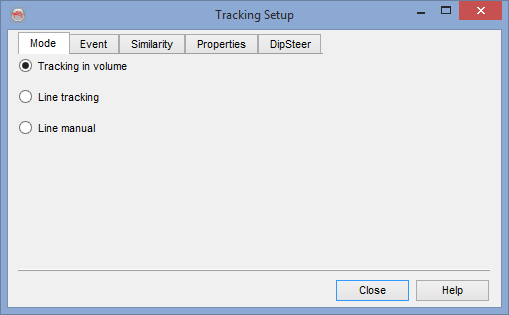 Tracking Setup
Mode Event Similarity Properties DipSteer
Tracking in volume
Line tracking
Line manual
Close Help